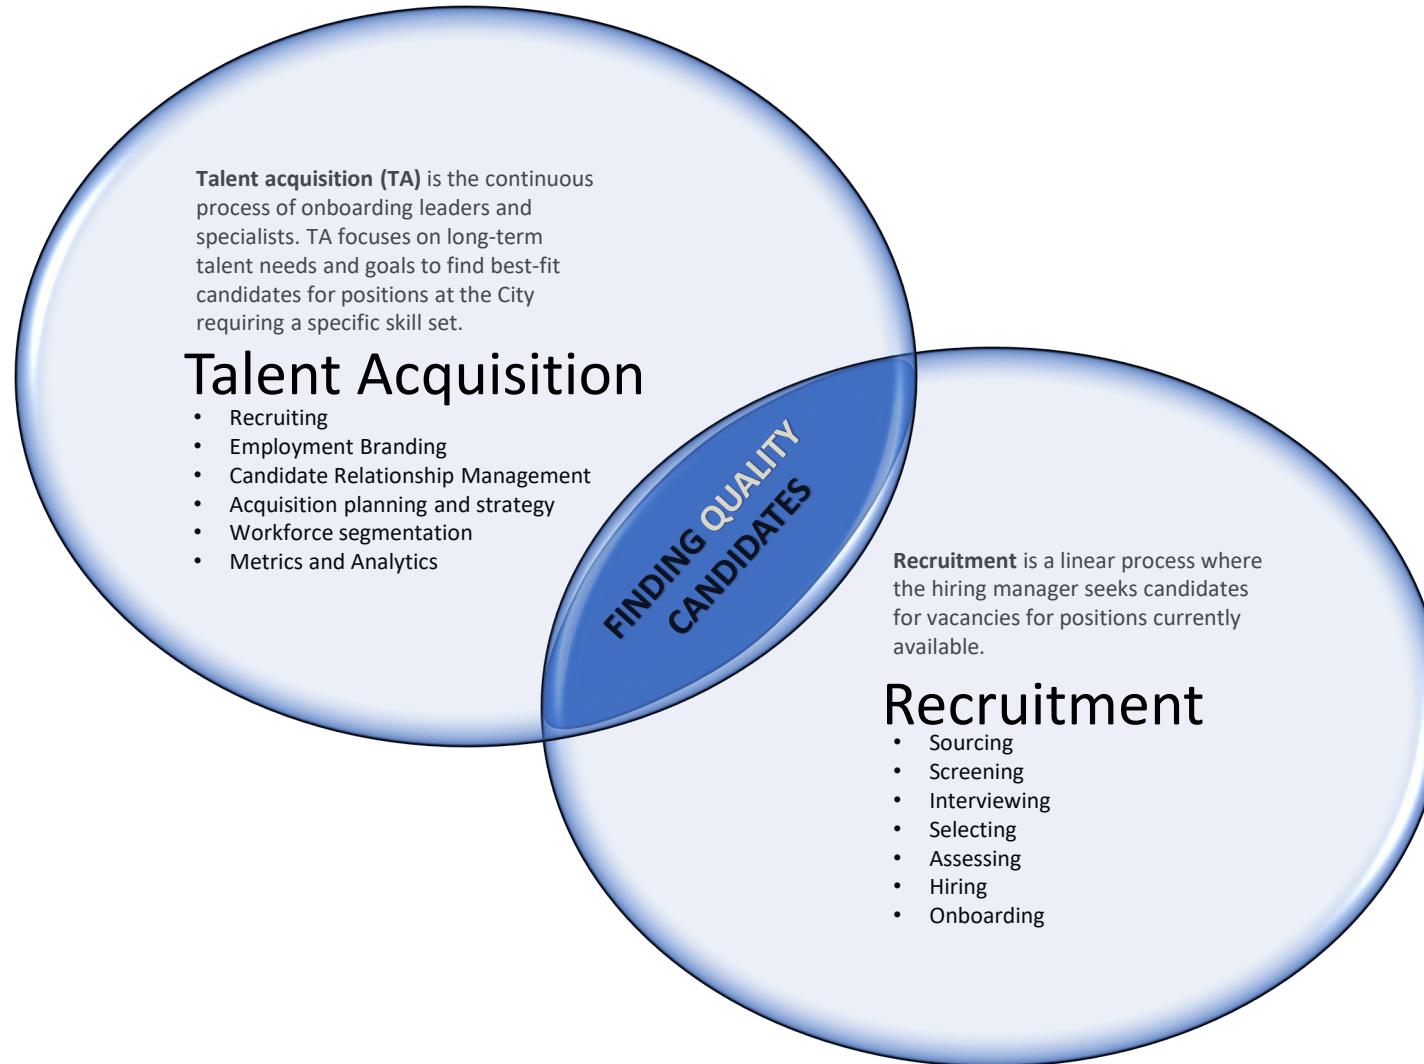 Talent acquisition (TA) is the continuous
process of onboarding leaders and
specialists. TA focuses on long-term
talent needs and goals to find best-fit
candidates for positions at the City
requiring a specific skill set.
Talent Acquisition
• Recruiting
• Employment Branding
• Candidate Relationship Management
• Acquisition planning and strategy
• Workforce segmentation
• Metrics and Analytics
FINDING QUALITY
CANDIDATES
Recruitment is a linear process where
the hiring manager seeks candidates
for vacancies for positions currently
available.
Recruitment
• Sourcing
• Screening
• Interviewing
• Selecting
• Assessing
• Hiring
• Onboarding